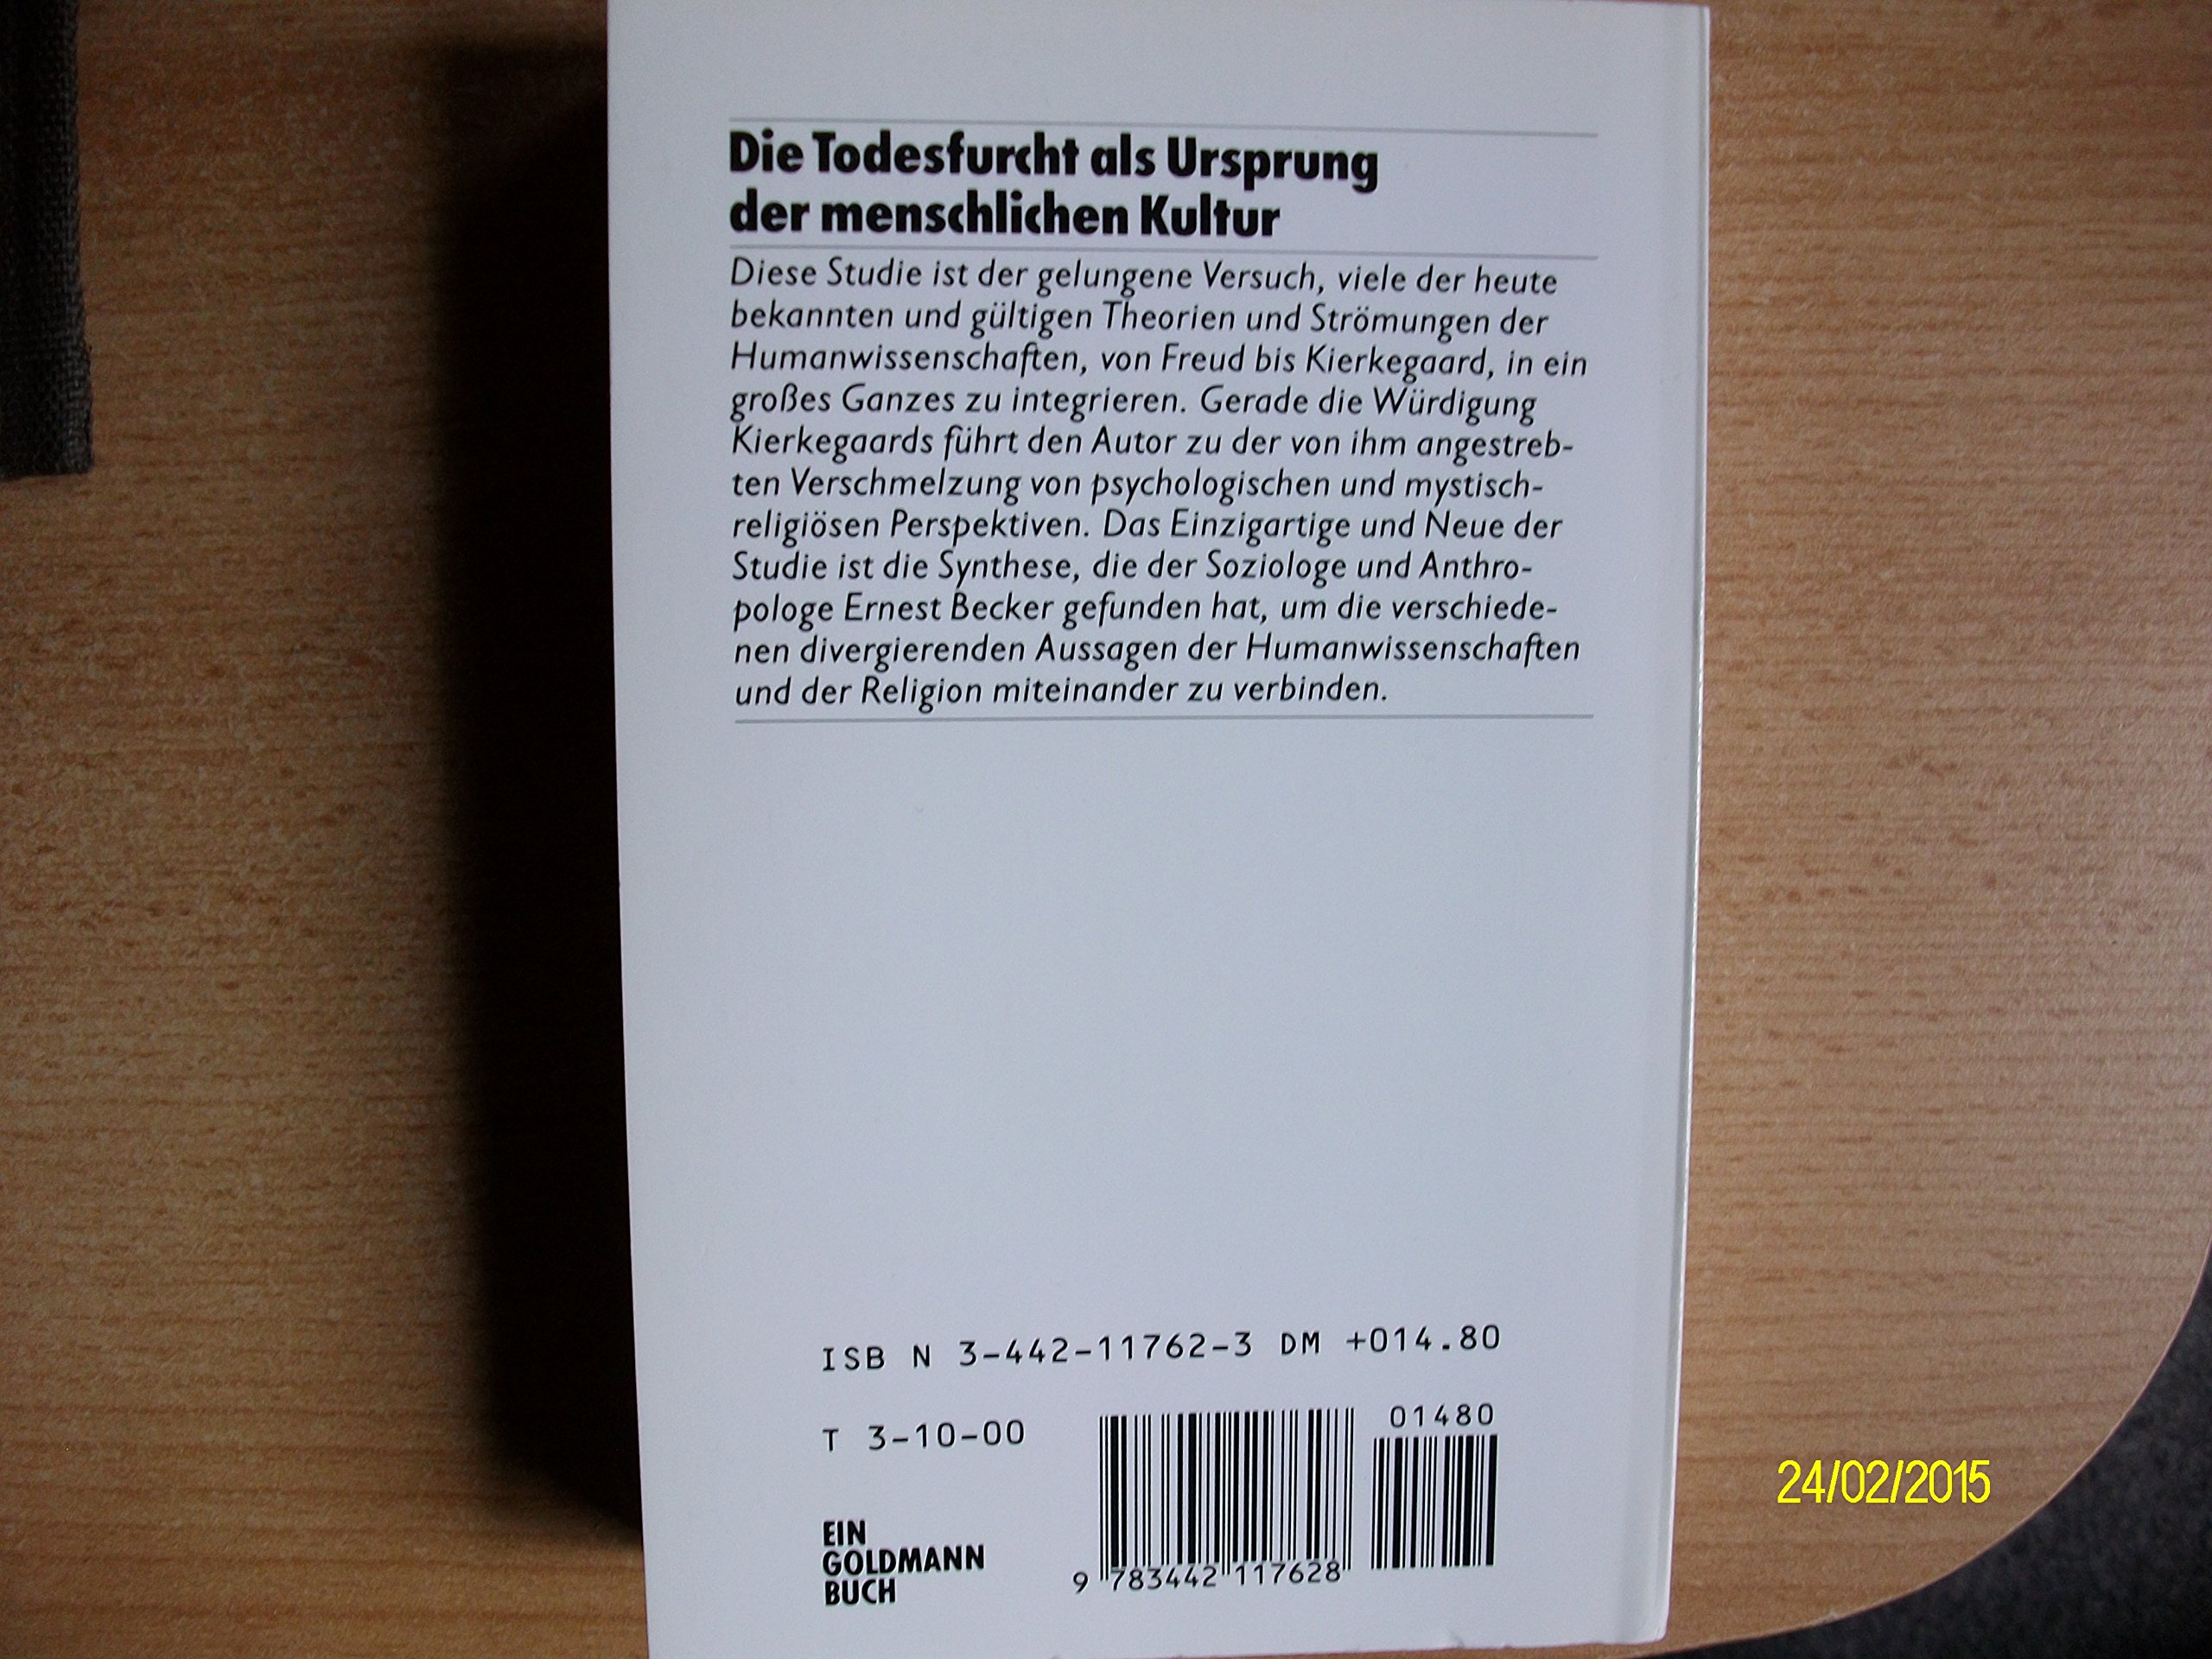 Die Todesfurcht als Ursprung
der menschlichen Kultur
Diese Studie ist der gelungene Versuch, viele der heute
bekannten und gültigen Theorien und Strömungen der
Humanwissenschaften, von Freud bis Kierkegaard, in ein
großes Ganzes zu integrieren. Gerade die Würdigung
Kierkegaards führt den Autor zu der von ihm angestreb-
ten Verschmelzung von psychologischen und mystisch-
religiösen Perspektiven. Das Einzigartige und Neue der
Studie ist die Synthese, die der Soziologe und Anthro-
pologe Ernest Becker gefunden hat, um die verschiede-
nen divergierenden Aussagen der Humanwissenschaften
und der Religion miteinander zu verbinden.
ISB N 3-442-11762-3 DM +014.80
T 3-10-00
01480
9 783442 117628
EIN
GOLDMANN
BUCH
24/02/2015